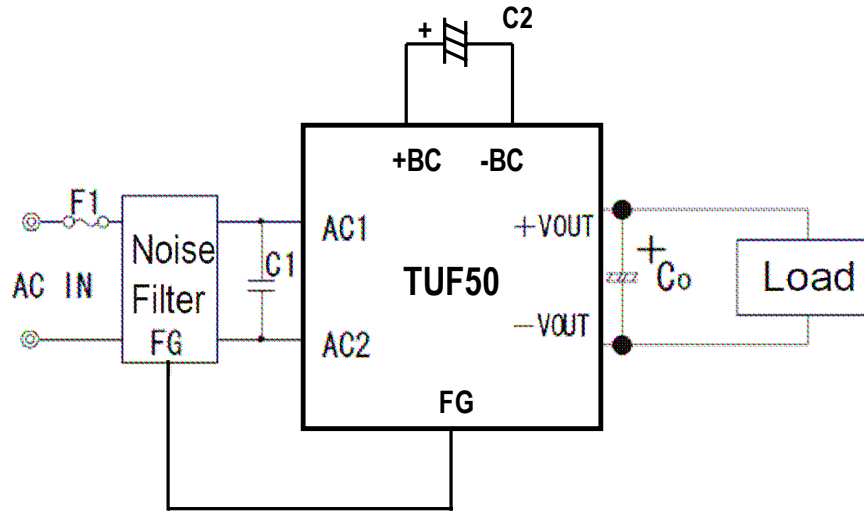 C2
+
+BC -BC
F1
AC1
+VOUT
Noise
Filter
FG
C1
AC IN
TUF50
+
Co
Load
AC2
-VOUT
FG